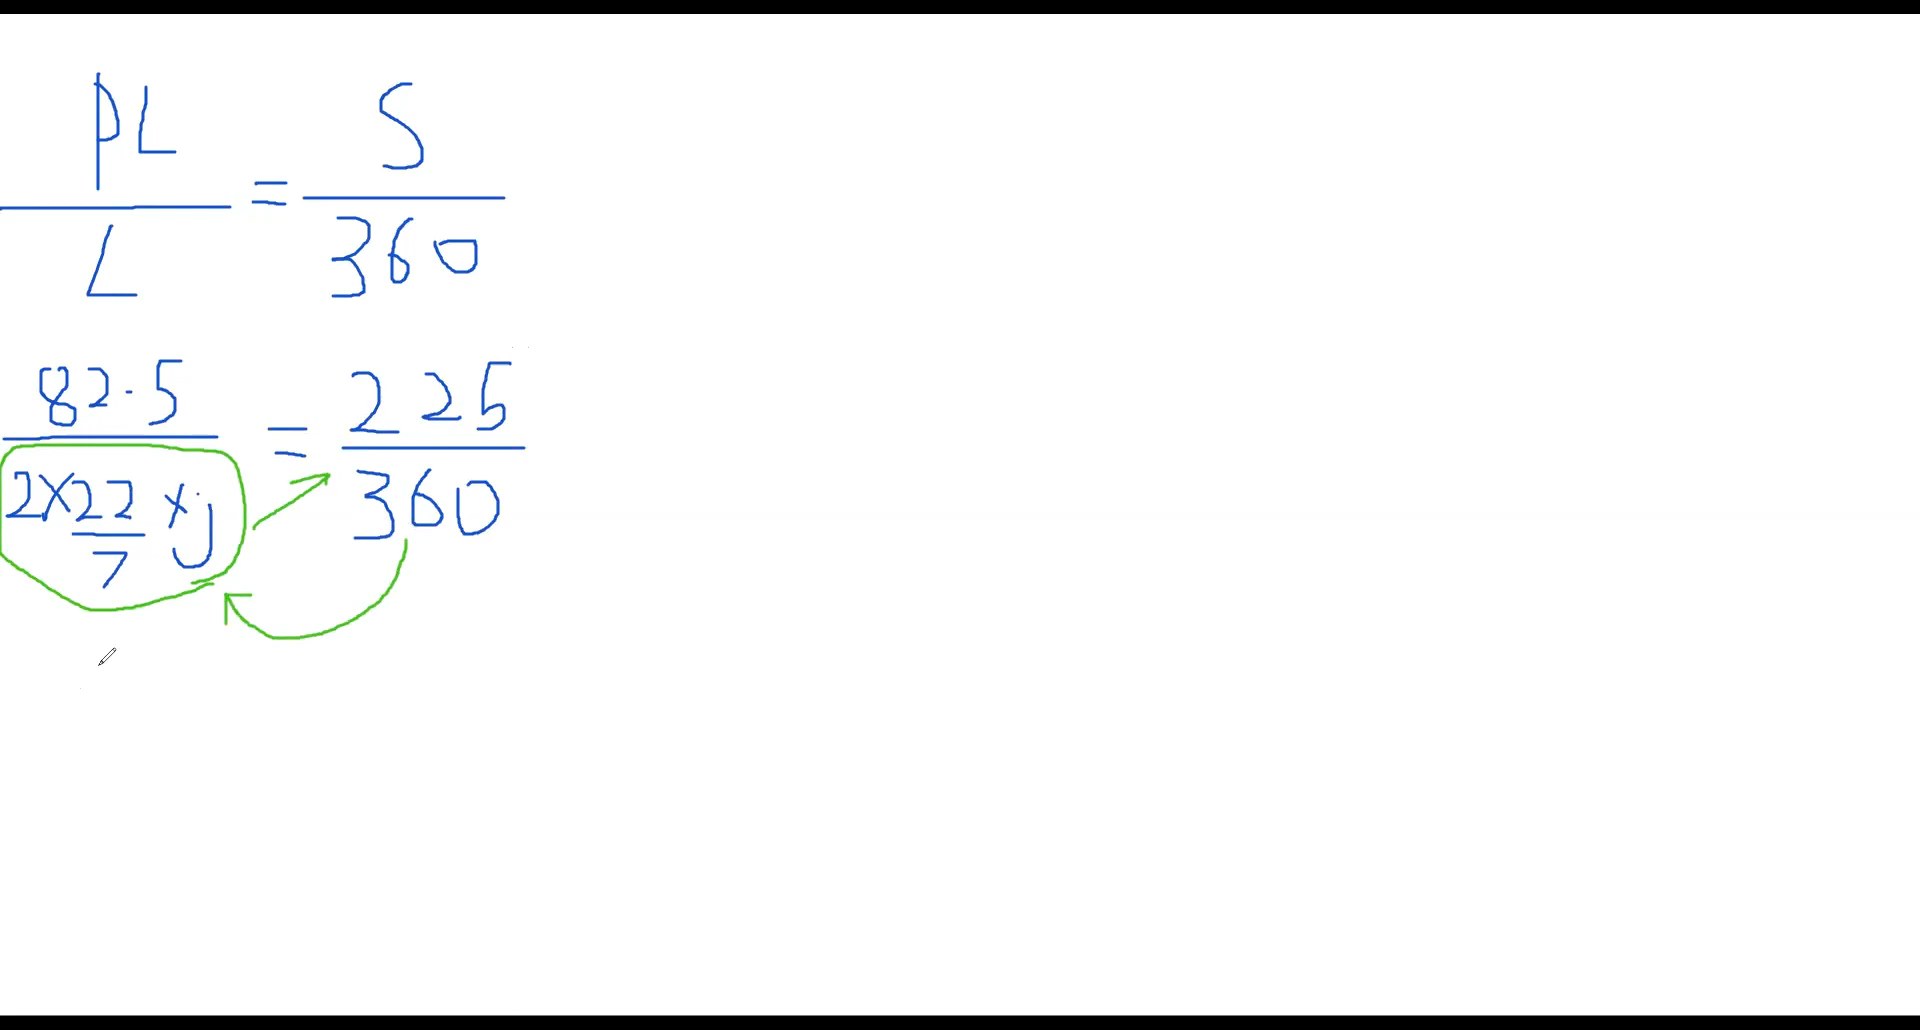 PL/L = S/360
82.5/(2×22/7×j) = 225/360